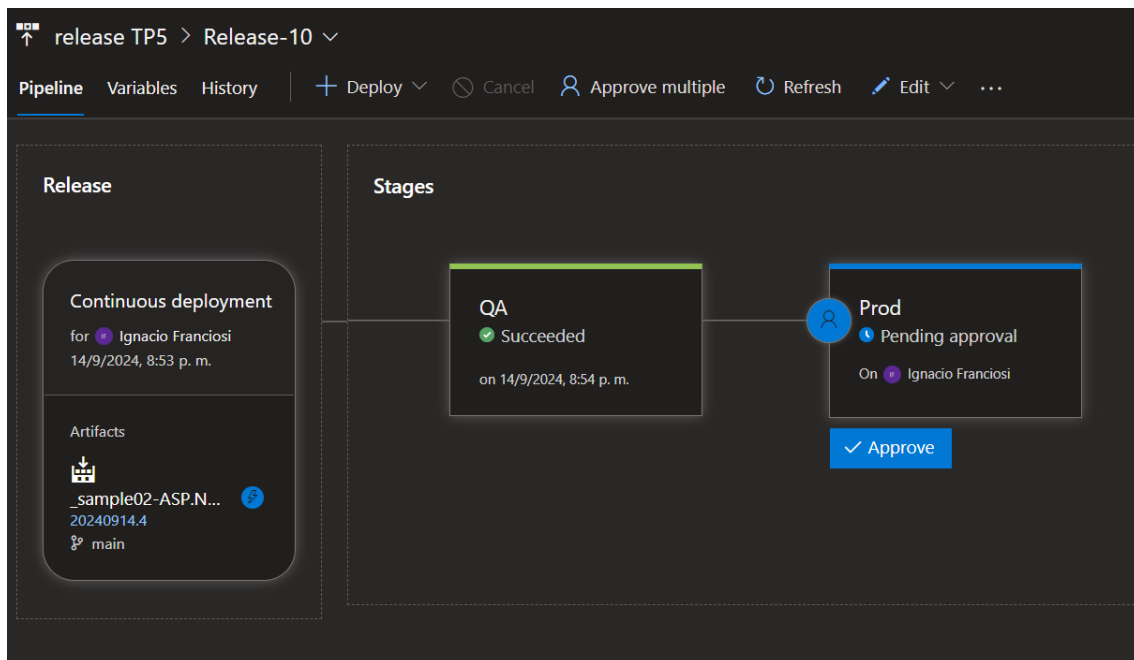 release TP5 > Release-10
Pipeline Variables History Deploy Cancel Approve multiple Refresh Edit ...
Release
Continuous deployment
for Ignacio Franciosi
14/9/2024, 8:53 p. m.
Artifacts
_sample02-ASP.N...
20240914.4
main
Stages
QA
Succeeded
on 14/9/2024, 8:54 p. m.
Prod
Pending approval
On Ignacio Franciosi
Approve